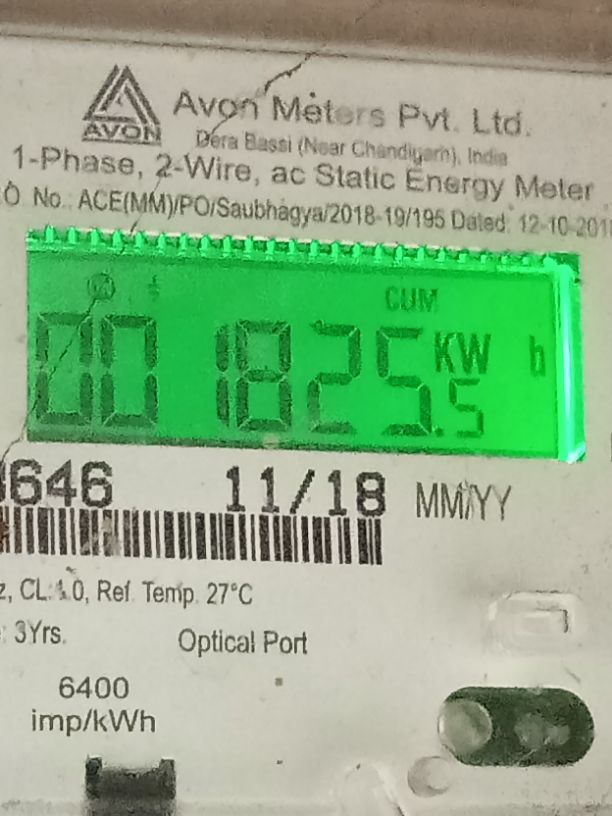 AVON
Avon Meters Pvt. Ltd.
Dera Bassi (Near Chandigarh), India
1-Phase, 2-Wire, ac Static Energy Meter
O No.: ACE(MM)/PO/Saubhagya/2018-19/195 Dated: 12-10-201
CUM
001825.5 KW h
646 11/18 MM/YY
z, CL.1.0, Ref. Temp. 27°C
: 3Yrs. Optical Port
6400
imp/kWh